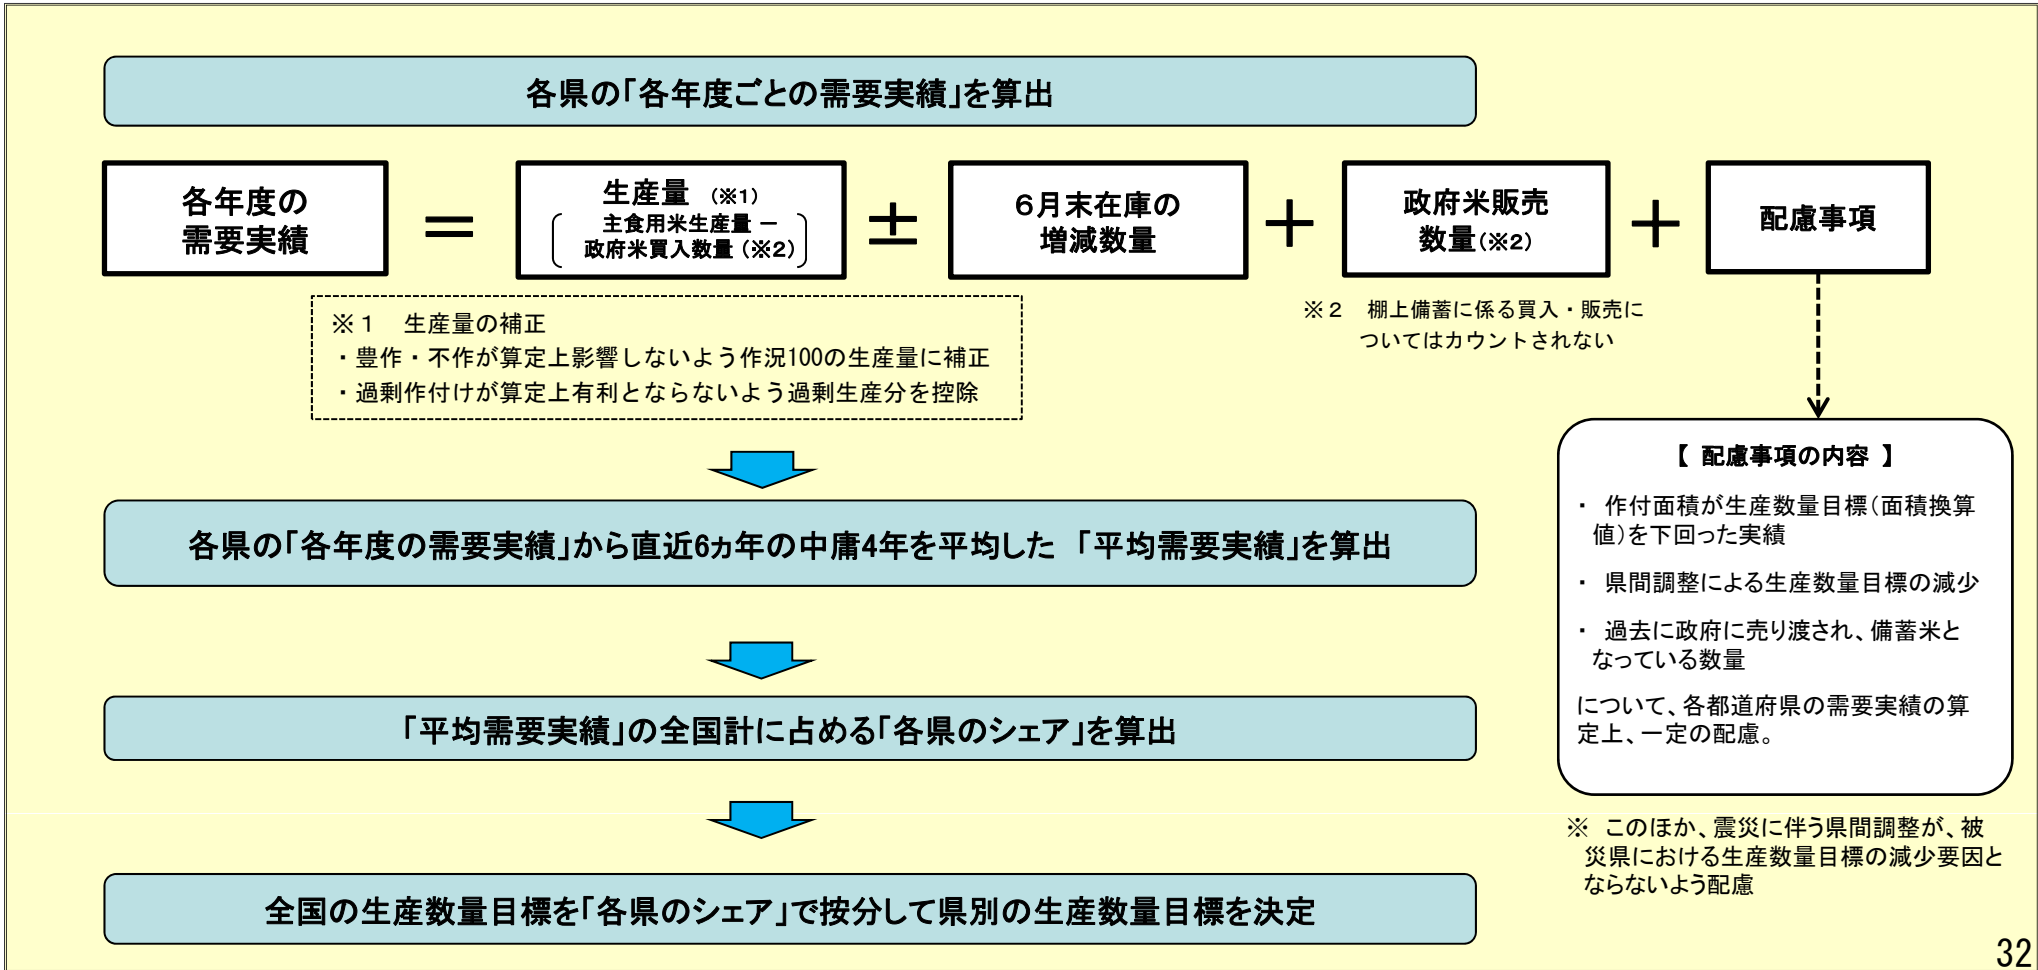 各県の「各年度ごとの需要実績」を算出
各年度の
需要実績
＝
生産量 (※1)
主食用米生産量 －
政府米買入数量 (※2)
±
６月末在庫の
増減数量
＋
政府米販売
数量(※2)
＋
配慮事項
※１　生産量の補正
・豊作・不作が算定上影響しないよう作況100の生産量に補正
・過剰作付けが算定上有利とならないよう過剰生産分を控除
※２　棚上備蓄に係る買入・販売に
ついてはカウントされない
【 配慮事項の内容 】
・ 作付面積が生産数量目標（面積換算
値）を下回った実績
・ 県間調整による生産数量目標の減少
・ 過去に政府に売り渡され、備蓄米と
なっている数量
について、各都道府県の需要実績の算
定上、一定の配慮。
各県の「各年度の需要実績」から直近6ヵ年の中庸4年を平均した 「平均需要実績」を算出
「平均需要実績」の全国計に占める「各県のシェア」を算出
※ このほか、震災に伴う県間調整が、被
災県における生産数量目標の減少要因と
ならないよう配慮
全国の生産数量目標を「各県のシェア」で按分して県別の生産数量目標を決定
32